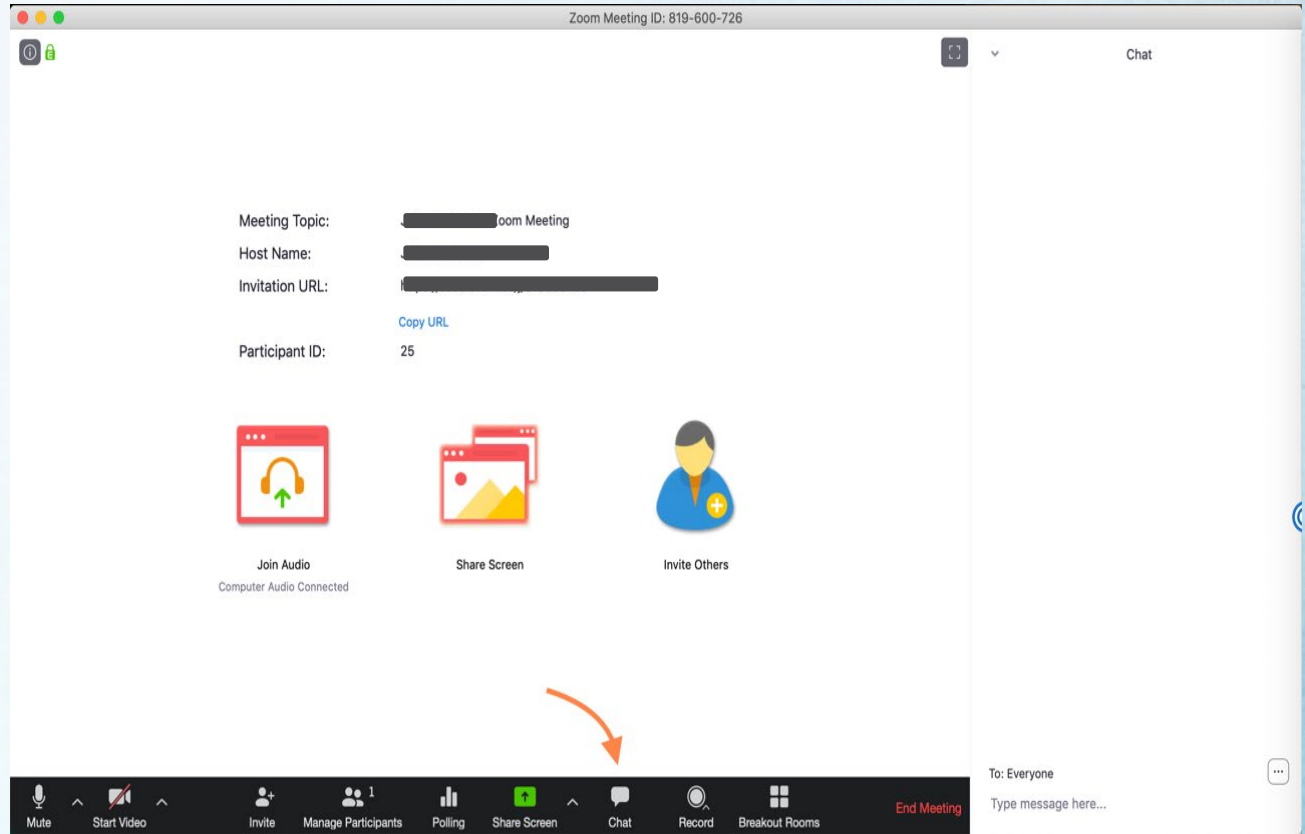 Zoom Meeting ID: 819-600-726
Chat
Meeting Topic: oom Meeting
Host Name:
Invitation URL:
Copy URL
Participant ID: 25
Join Audio
Share Screen
Invite Others
Computer Audio Connected
To: Everyone
Type message here...
1
Mute
Start Video
Invite
Manage Participants
Polling
Share Screen
Chat
Record
Breakout Rooms
End Meeting